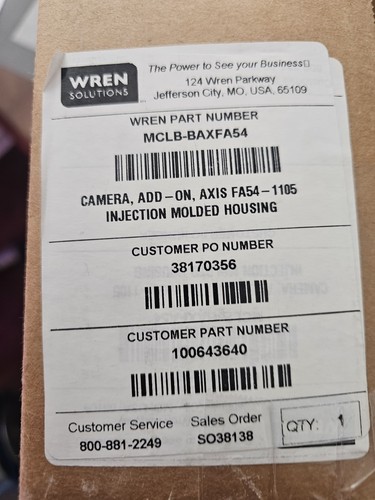 WREN
SOLUTIONS
The Power to See your Business▯
124 Wren Parkway
Jefferson City, MO, USA, 65109
WREN PART NUMBER
MCLB-BAXFA54
CAMERA, ADD-ON, AXIS FA54-1105
INJECTION MOLDED HOUSING
CUSTOMER PO NUMBER
38170356
CUSTOMER PART NUMBER
100643640
Customer Service
800-881-2249
Sales Order
SO38138
QTY: 1